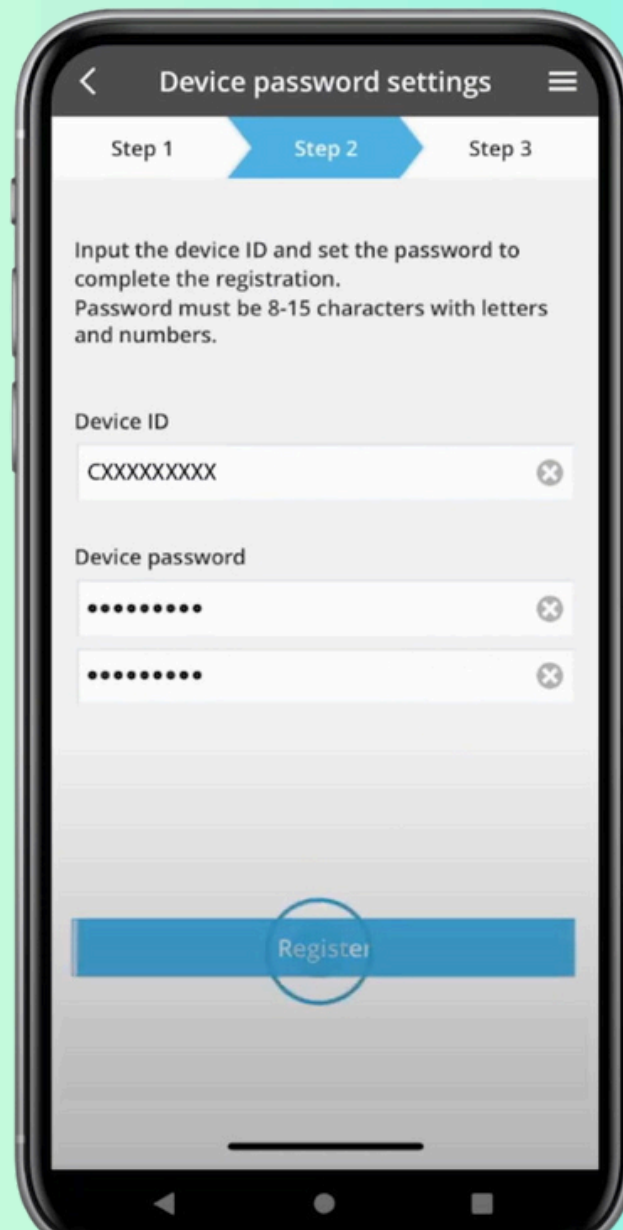 Device password settings
Step 1
Step 2
Step 3
Input the device ID and set the password to
complete the registration.
Password must be 8-15 characters with letters
and numbers.
Device ID
CXXXXXXXXX
Device password
•••••••••
•••••••••
Register